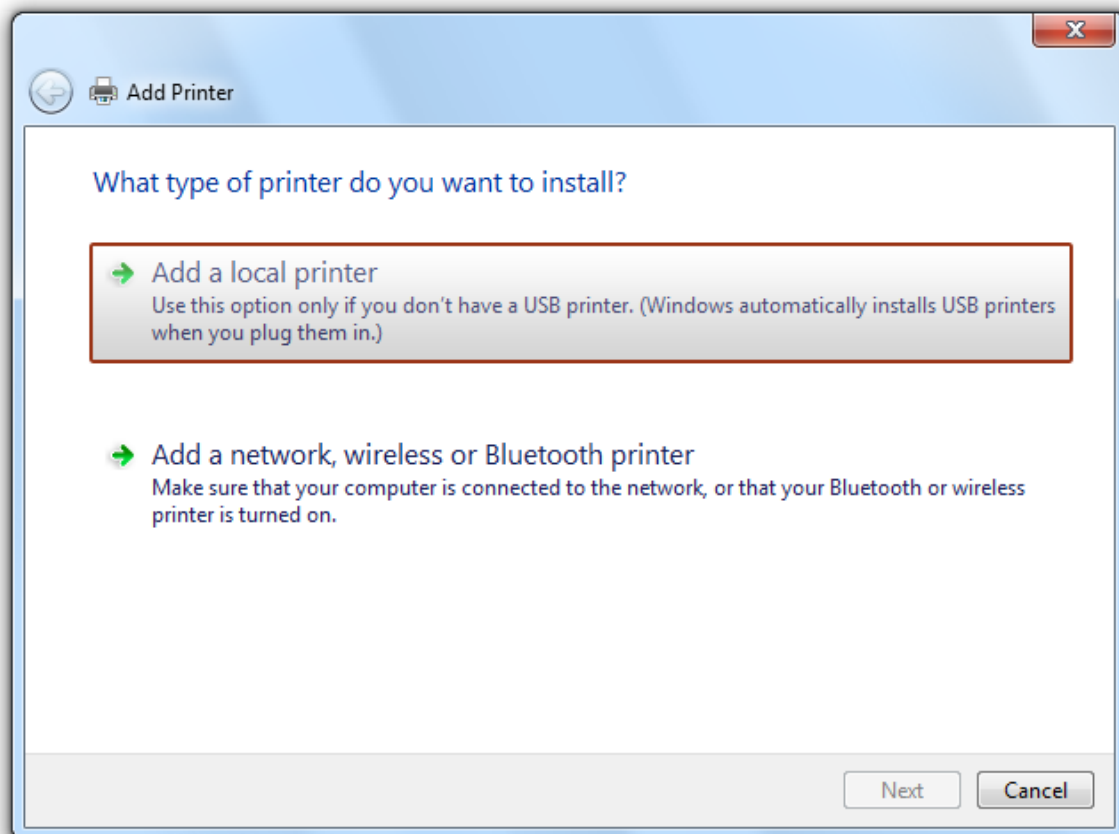 Add Printer
What type of printer do you want to install?
Add a local printer
Use this option only if you don't have a USB printer. (Windows automatically installs USB printers
when you plug them in.)
Add a network, wireless or Bluetooth printer
Make sure that your computer is connected to the network, or that your Bluetooth or wireless
printer is turned on.
Next
Cancel